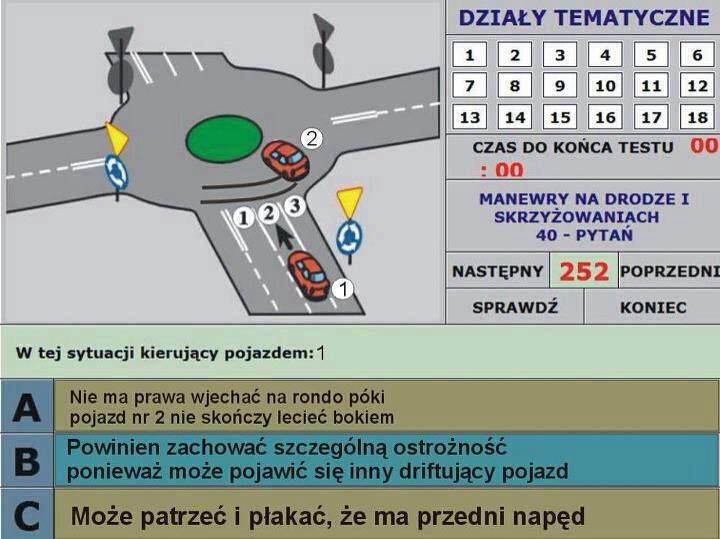 DZIAŁY TEMATYCZNE
1 2 3 4 5 6
7 8 9 10 11 12
13 14 15 16 17 18
CZAS DO KOŃCA TESTU 00
: 00
MANEWRY NA DRODZE I
SKRZYŻOWANIACH
40 - PYTAŃ
NASTĘPNY 252 POPRZEDNI
SPRAWDŹ KONIEC
2
1 2 3
1
W tej sytuacji kierujący pojazdem:1
A
Nie ma prawa wjechać na rondo póki
pojazd nr 2 nie skończy lecieć bokiem
B
Powinien zachować szczególną ostrożność
ponieważ może pojawić się inny driftujący pojazd
C
Może patrzeć i płakać, że ma przedni napęd